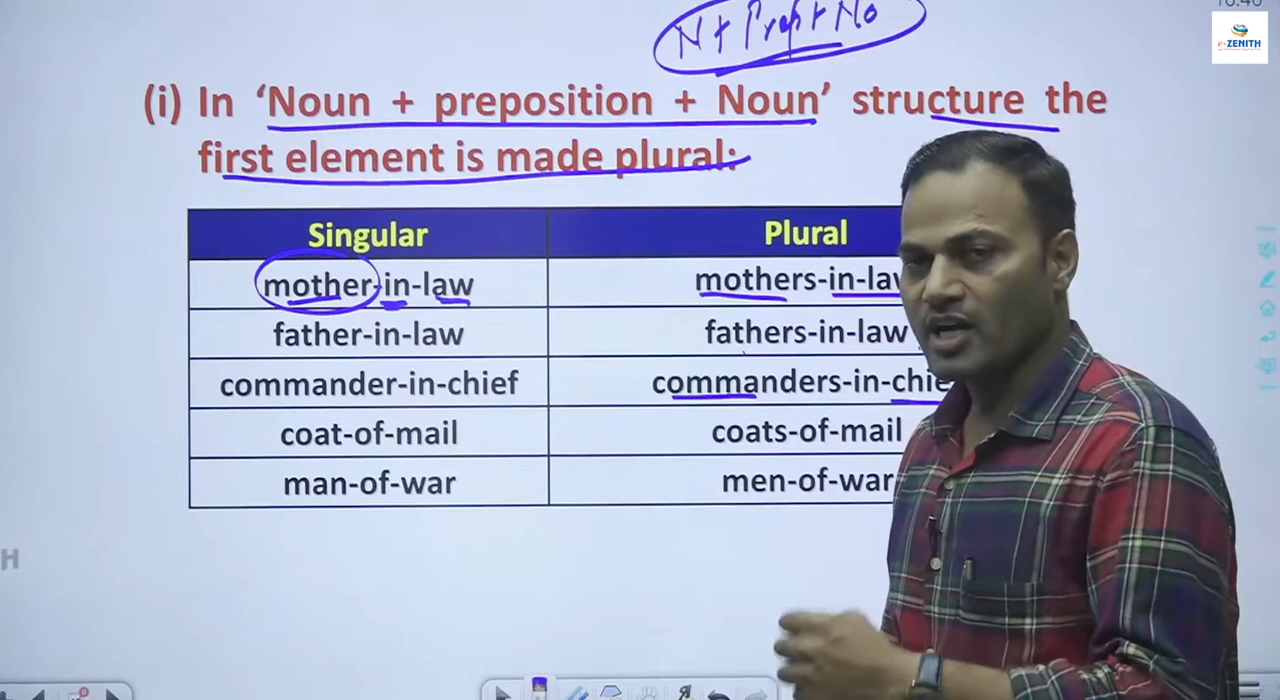 N + Prep + No
e-ZENITH
(i) In ‘Noun + preposition + Noun’ structure the
first element is made plural:
Singular Plural
mother-in-law mothers-in-law
father-in-law fathers-in-law
commander-in-chief commanders-in-chie
coat-of-mail coats-of-mail
man-of-war men-of-war
H